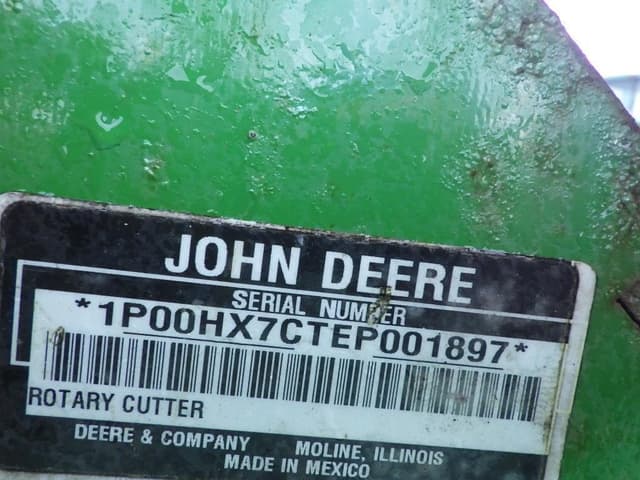 JOHN DEERE
SERIAL NUMBER
*1P00HX7CTEP001897*
ROTARY CUTTER
DEERE & COMPANY MOLINE, ILLINOIS
MADE IN MEXICO